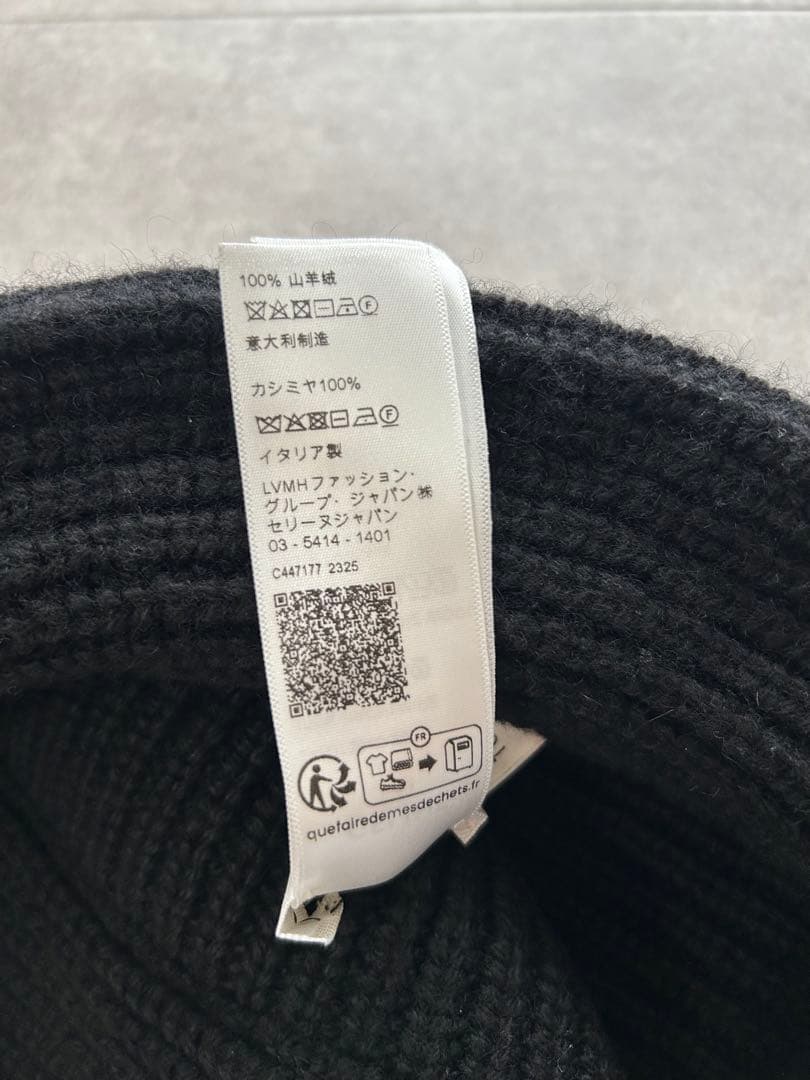 100% 山羊绒
F
意大利制造
カシミヤ100%
F
イタリア製
LVMHファッション・
グループ・ジャパン㈱
セリーヌジャパン
03 - 5414 - 1401
C447177 2325
FR
quefairedemesdechets.fr